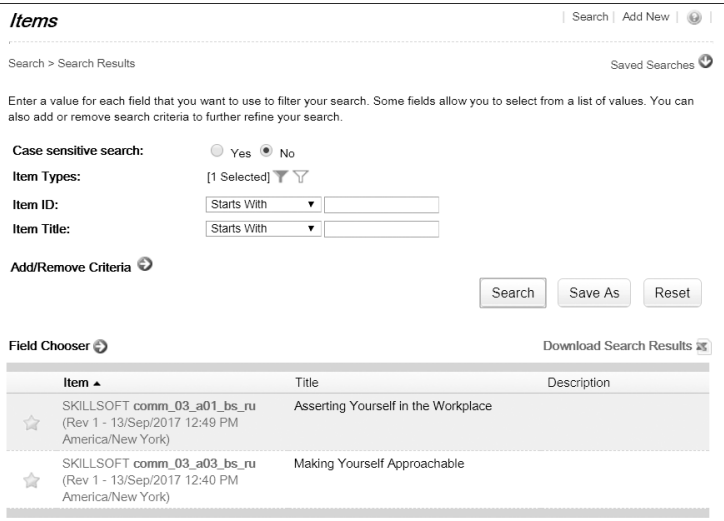 Items
Search | Add New
Search > Search Results
Saved Searches
Enter a value for each field that you want to use to filter your search. Some fields allow you to select from a list of values. You can
also add or remove search criteria to further refine your search.
Case sensitive search: Yes No
Item Types: [1 Selected]
Item ID: Starts With
Item Title: Starts With
Add/Remove Criteria
Search Save As Reset
Field Chooser Download Search Results
Item Title Description
SKILLSOFT comm_03_a01_bs_ru Asserting Yourself in the Workplace
(Rev 1 - 13/Sep/2017 12:49 PM
America/New York)
SKILLSOFT comm_03_a03_bs_ru Making Yourself Approachable
(Rev 1 - 13/Sep/2017 12:40 PM
America/New York)